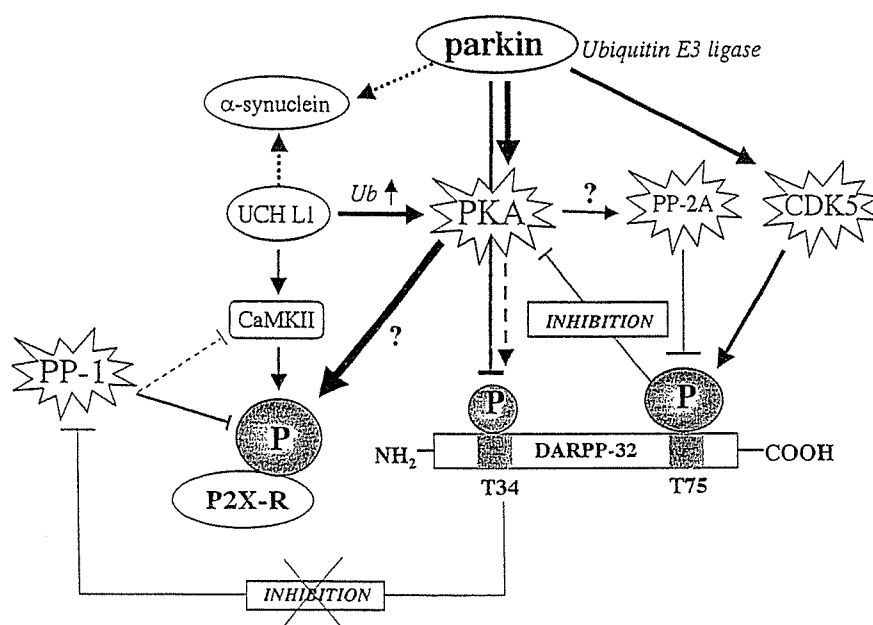 parkin
Ubiquitin E3 ligase
α-synuclein
UCH L1
Ub
PKA
?
PP-2A
CDK5
CaMKII
?
INHIBITION
PP-1
P
P
P
NH2
DARPP-32
COOH
T34
T75
P2X-R
INHIBITION